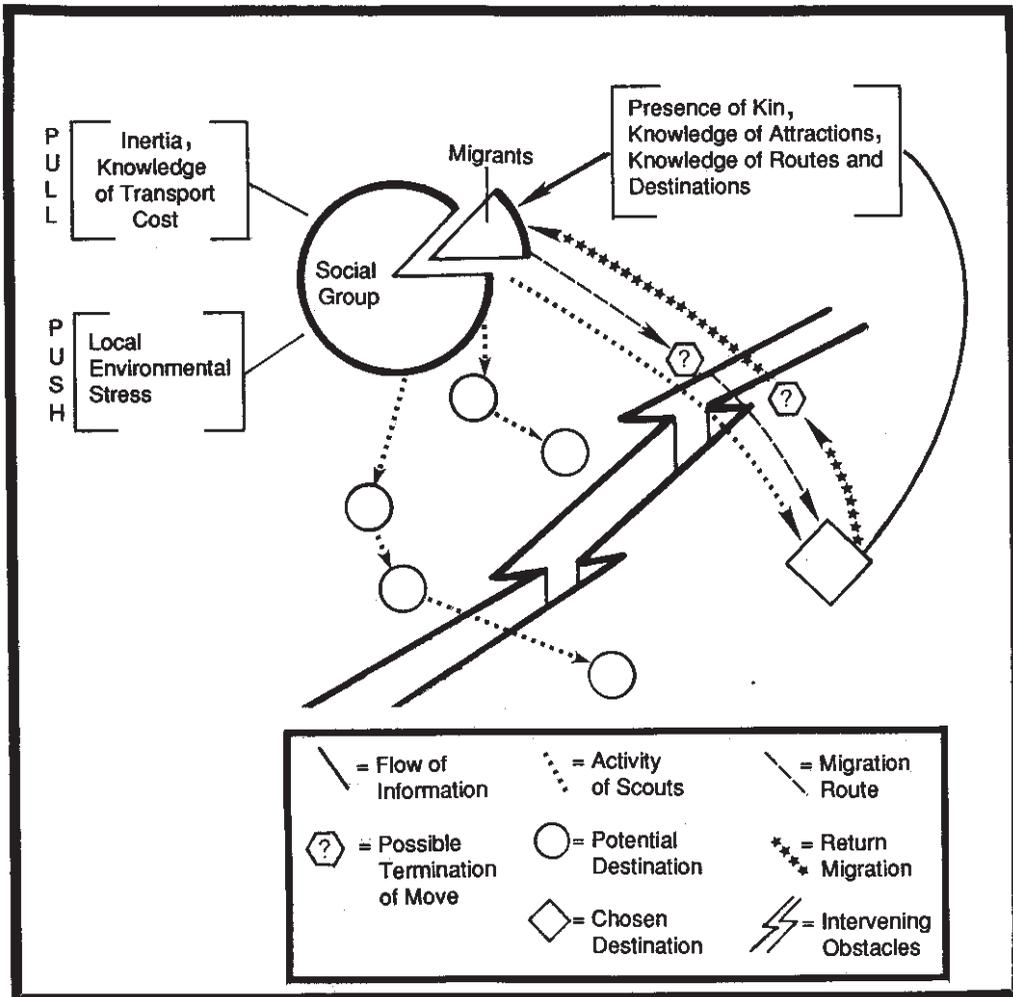 PULL
Inertia,
Knowledge
of Transport
Cost
Migrants
Presence of Kin,
Knowledge of Attractions,
Knowledge of Routes and
Destinations
Social
Group
PUSH
Local
Environmental
Stress
?
?
= Flow of
Information
= Activity
of Scouts
= Migration
Route
? = Possible
Termination
of Move
= Potential
Destination
= Return
Migration
= Chosen
Destination
= Intervening
Obstacles